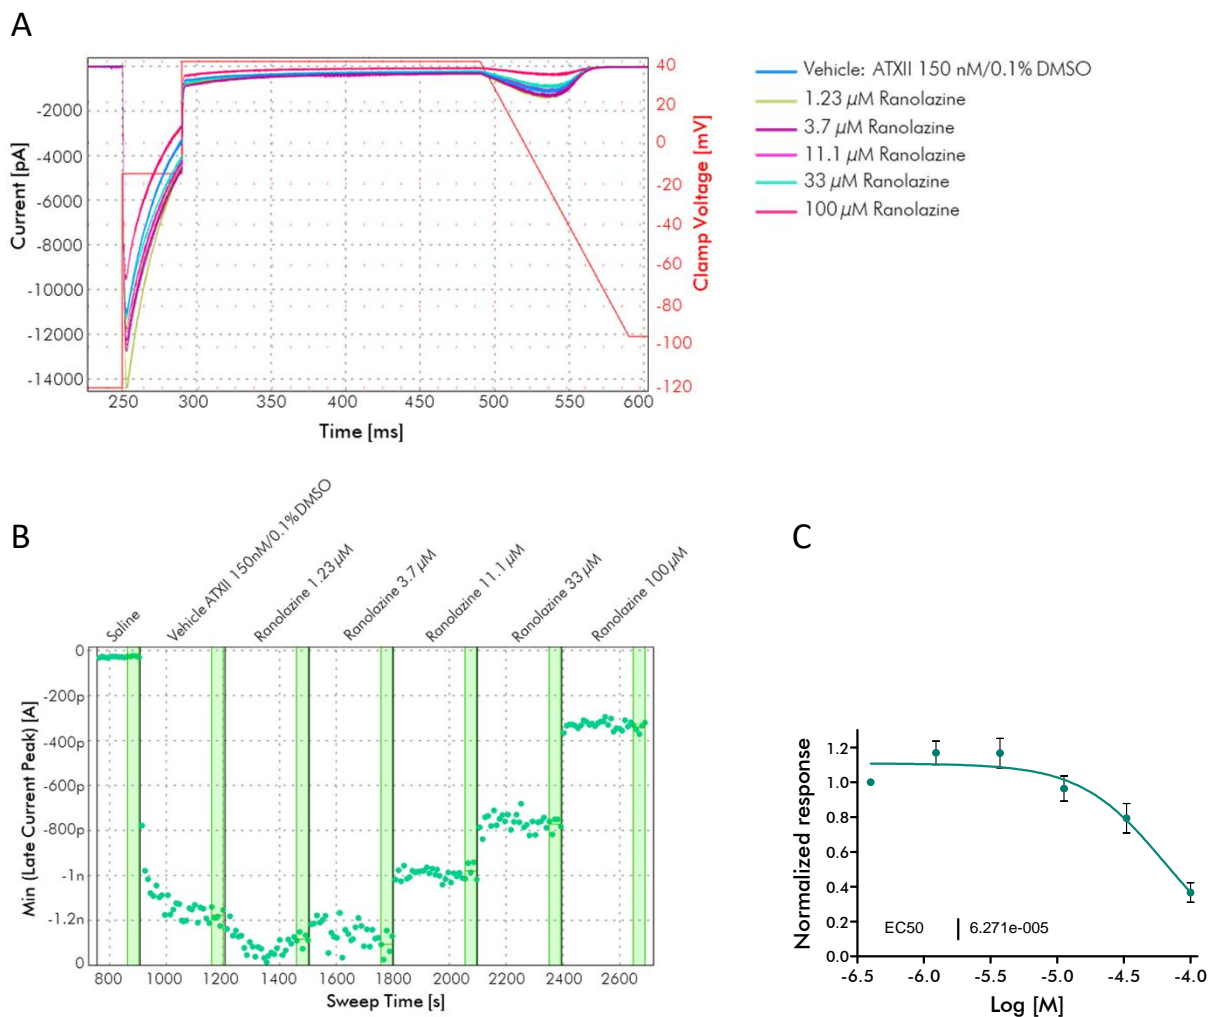 A
Current [pA]
-2000
-4000
-6000
-8000
-10000
-12000
-14000
250 300 350 400 450 500 550 600
Time [ms]
40
20
0
-20
-40
-60
-80
-100
-120
Clamp Voltage [mV]
Vehicle: ATXII 150 nM/0.1% DMSO
1.23 µM Ranolazine
3.7 µM Ranolazine
11.1 µM Ranolazine
33 µM Ranolazine
100 µM Ranolazine
B
Saline
Vehicle ATXII 150nM/0.1% DMSO
Ranolazine 1.23 µM
Ranolazine 3.7 µM
Ranolazine 11.1 µM
Ranolazine 33 µM
Ranolazine 100 µM
Min (Late Current Peak) [A]
0
-200p
-400p
-600p
-800p
-1n
-1.2n
0
800 1000 1200 1400 1600 1800 2000 2200 2400 2600
Sweep Time [s]
C
Normalized response
1.2
1.0
0.8
0.6
0.4
0.2
0.0
EC50 | 6.271e-005
-6.5 -6.0 -5.5 -5.0 -4.5 -4.0
Log [M]